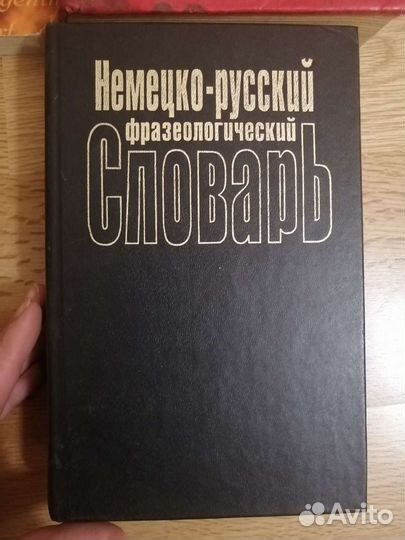 Немецко-русский
фразеологический
Словарь
Avito